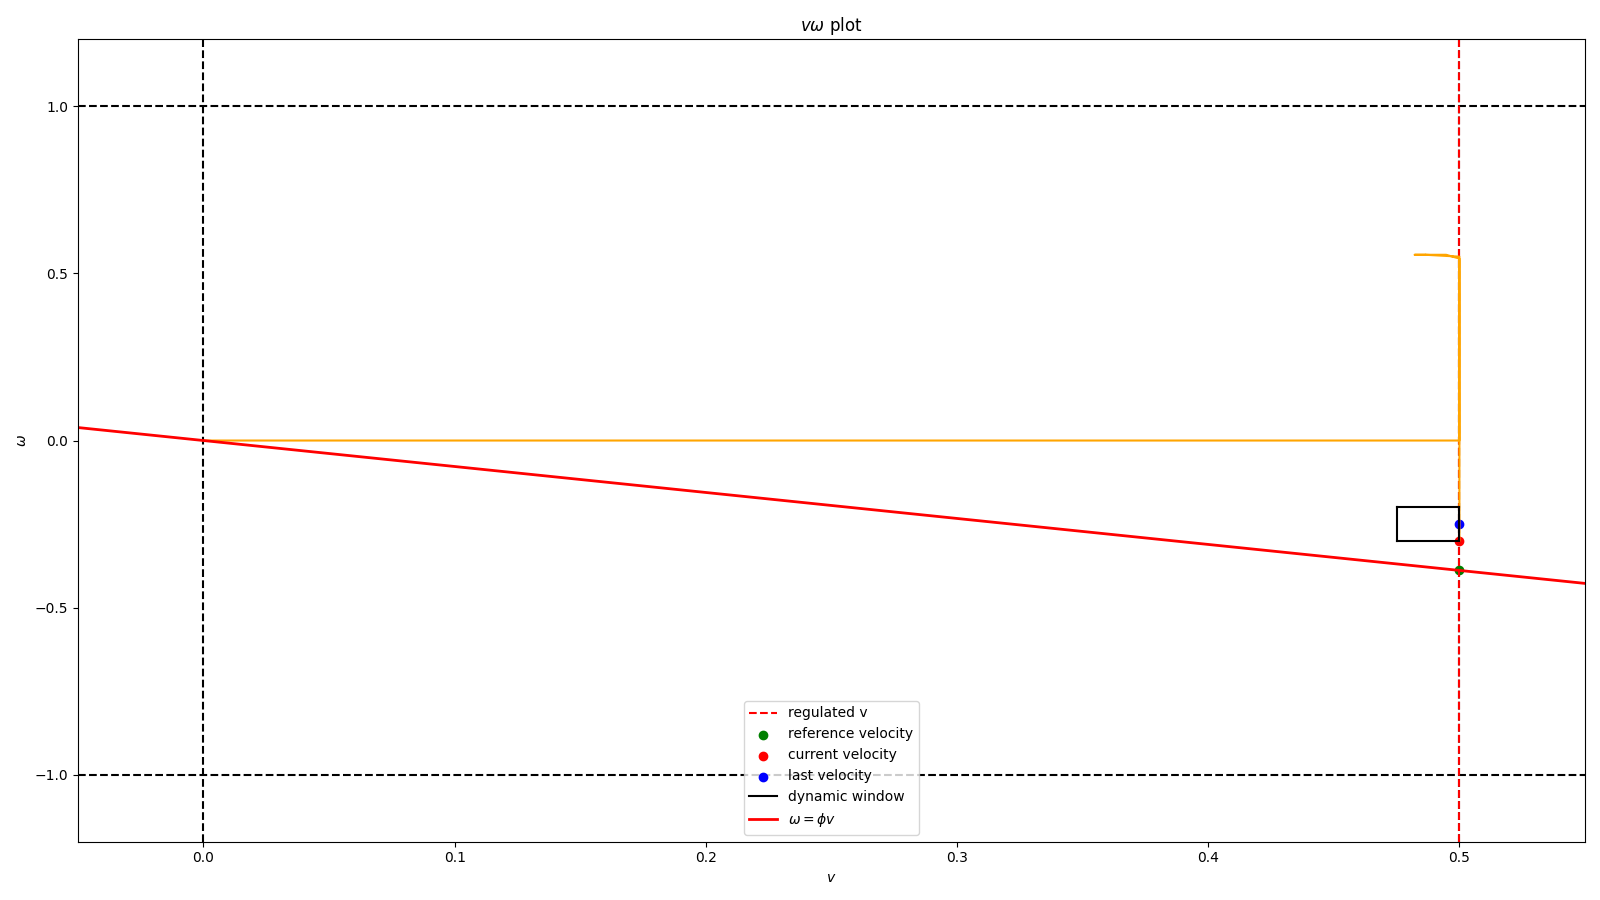 vω plot
1.0
0.5
0.0
−0.5
−1.0
ω
0.0
0.1
0.2
0.3
0.4
0.5
v
regulated v
reference velocity
current velocity
last velocity
dynamic window
ω = ϕv